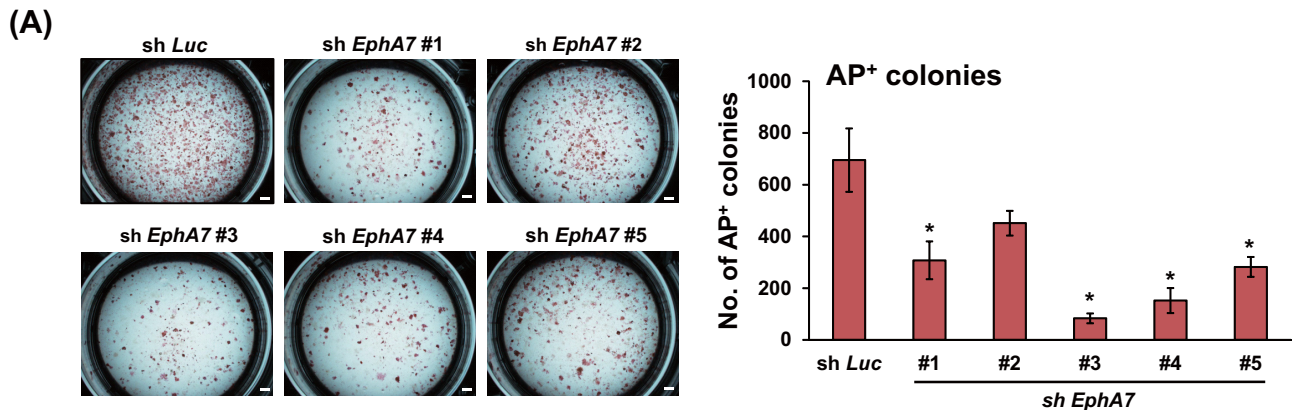 (A)
sh Luc
sh EphA7 #1
sh EphA7 #2
sh EphA7 #3
sh EphA7 #4
sh EphA7 #5
AP⁺ colonies
No. of AP⁺ colonies
1000
800
600
400
200
0
*
*
*
*
sh Luc
#1
#2
#3
#4
#5
sh EphA7